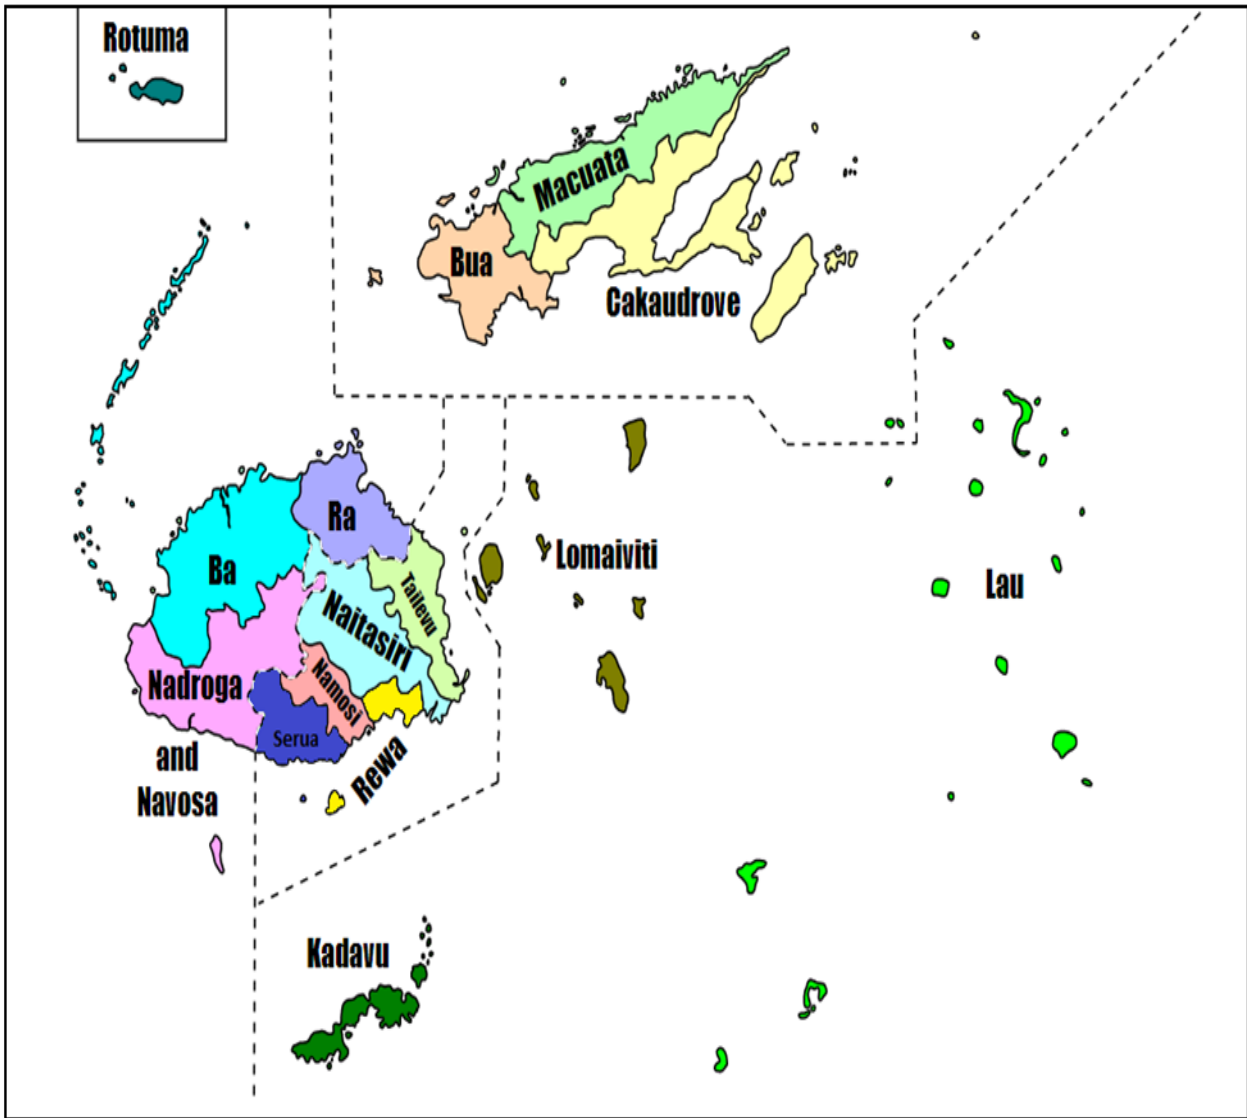 Rotuma
Macuata
Bua
Cakaudrove
Ra
Ba
Tailevu
Lomaiviti
Lau
Naitasiri
Namosi
Nadroga
Serua
and
Navosa
Rewa
Kadavu